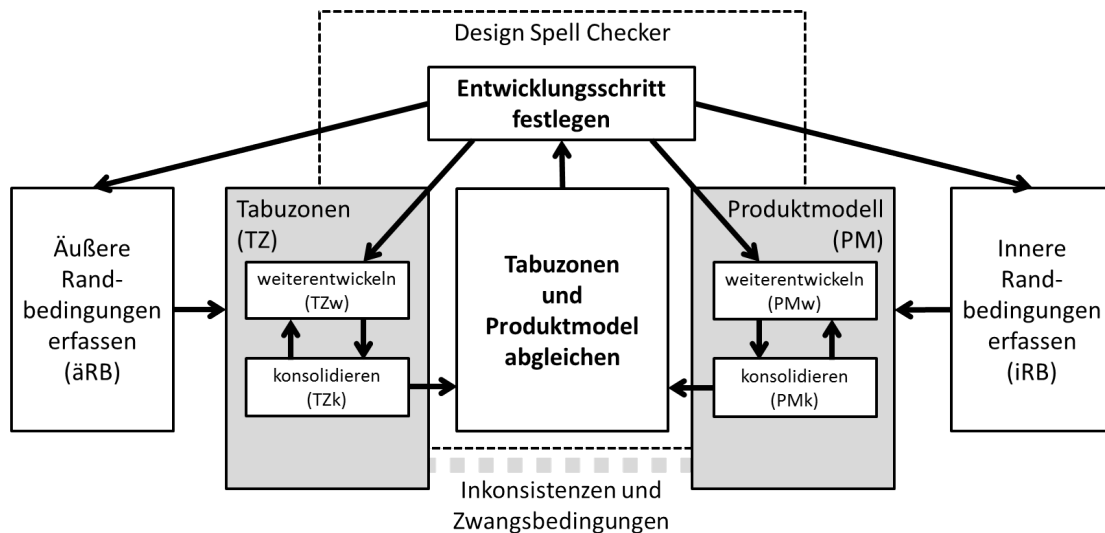 Design Spell Checker
Entwicklungsschritt
festlegen
Äußere
Rand-
bedingungen
erfassen
(äRB)
Tabuzonen
(TZ)
weiterentwickeln
(TZw)
konsolidieren
(TZk)
Tabuzonen
und
Produktmodel
abgleichen
Produktmodell
(PM)
weiterentwickeln
(PMw)
konsolidieren
(PMk)
Innere
Rand-
bedingungen
erfassen
(iRB)
Inkonsistenzen und
Zwangsbedingungen